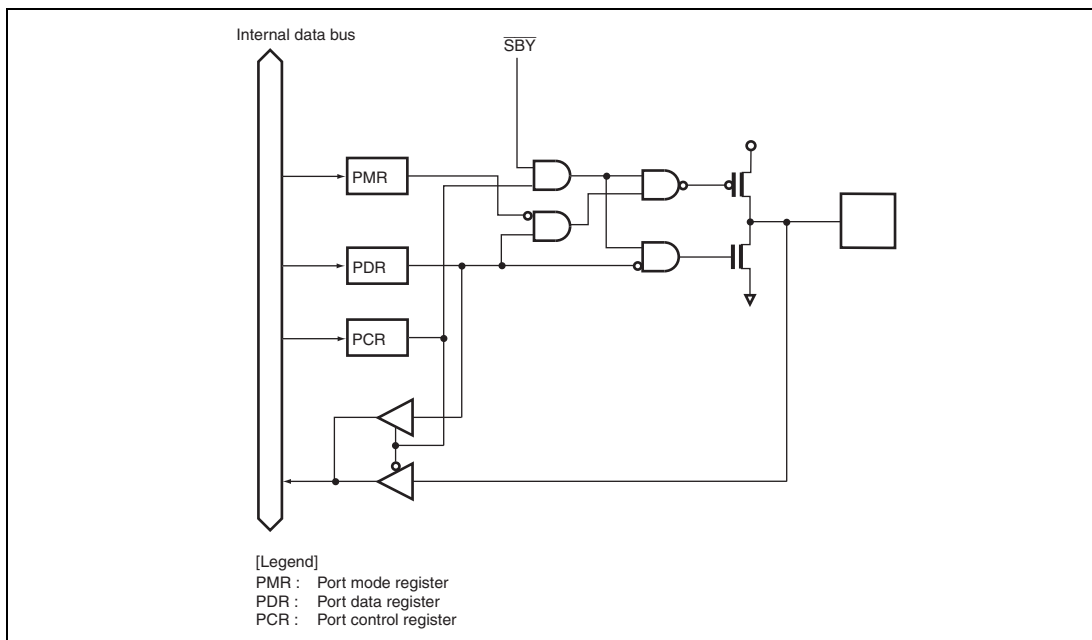 Internal data bus
SBY
PMR
PDR
PCR
[Legend]
PMR : Port mode register
PDR : Port data register
PCR : Port control register